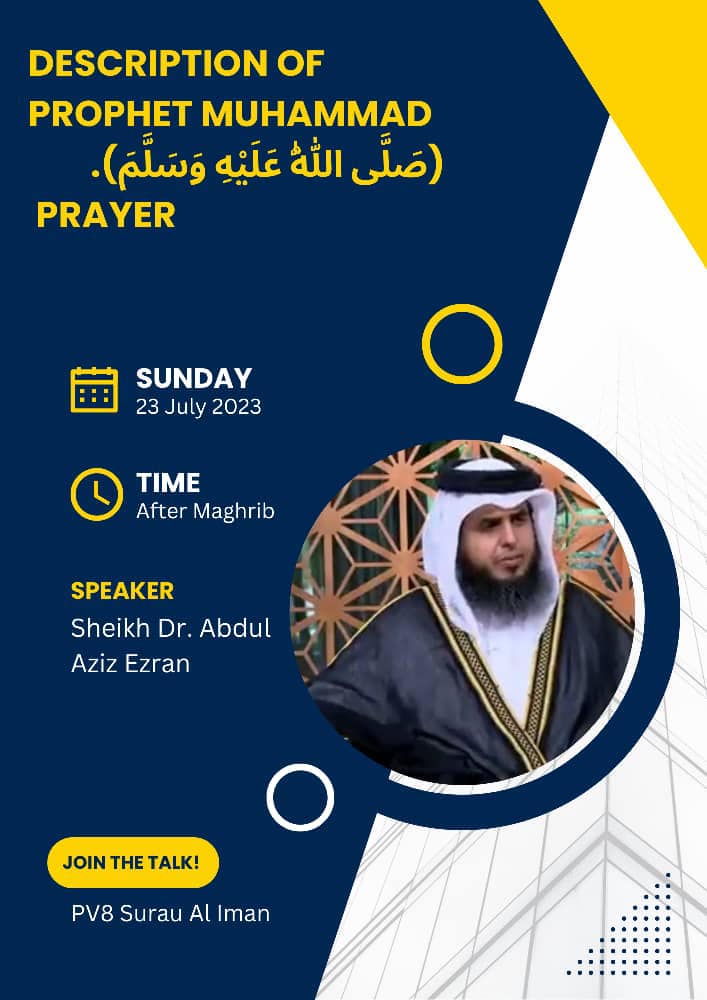 DESCRIPTION OF
PROPHET MUHAMMAD
(صَلَّى اللّٰهُ عَلَيْهِ وَسَلَّمَ).
PRAYER
SUNDAY
23 July 2023
TIME
After Maghrib
SPEAKER
Sheikh Dr. Abdul
Aziz Ezran
JOIN THE TALK!
PV8 Surau Al Iman